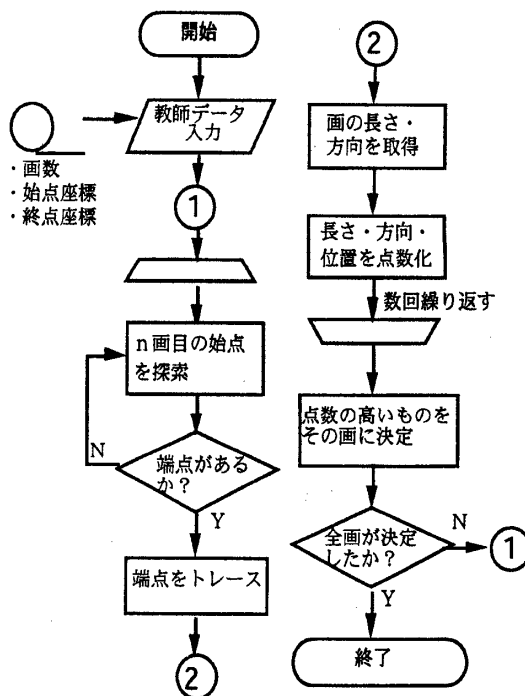 開始
教師データ
入力
・画数
・始点座標
・終点座標
1
n画目の始点
を探索
N
端点がある
か？
Y
端点をトレース
2
2
画の長さ・
方向を取得
長さ・方向・
位置を点数化
数回繰り返す
点数の高いものを
その画に決定
全画が決定
したか？
N
1
Y
終了